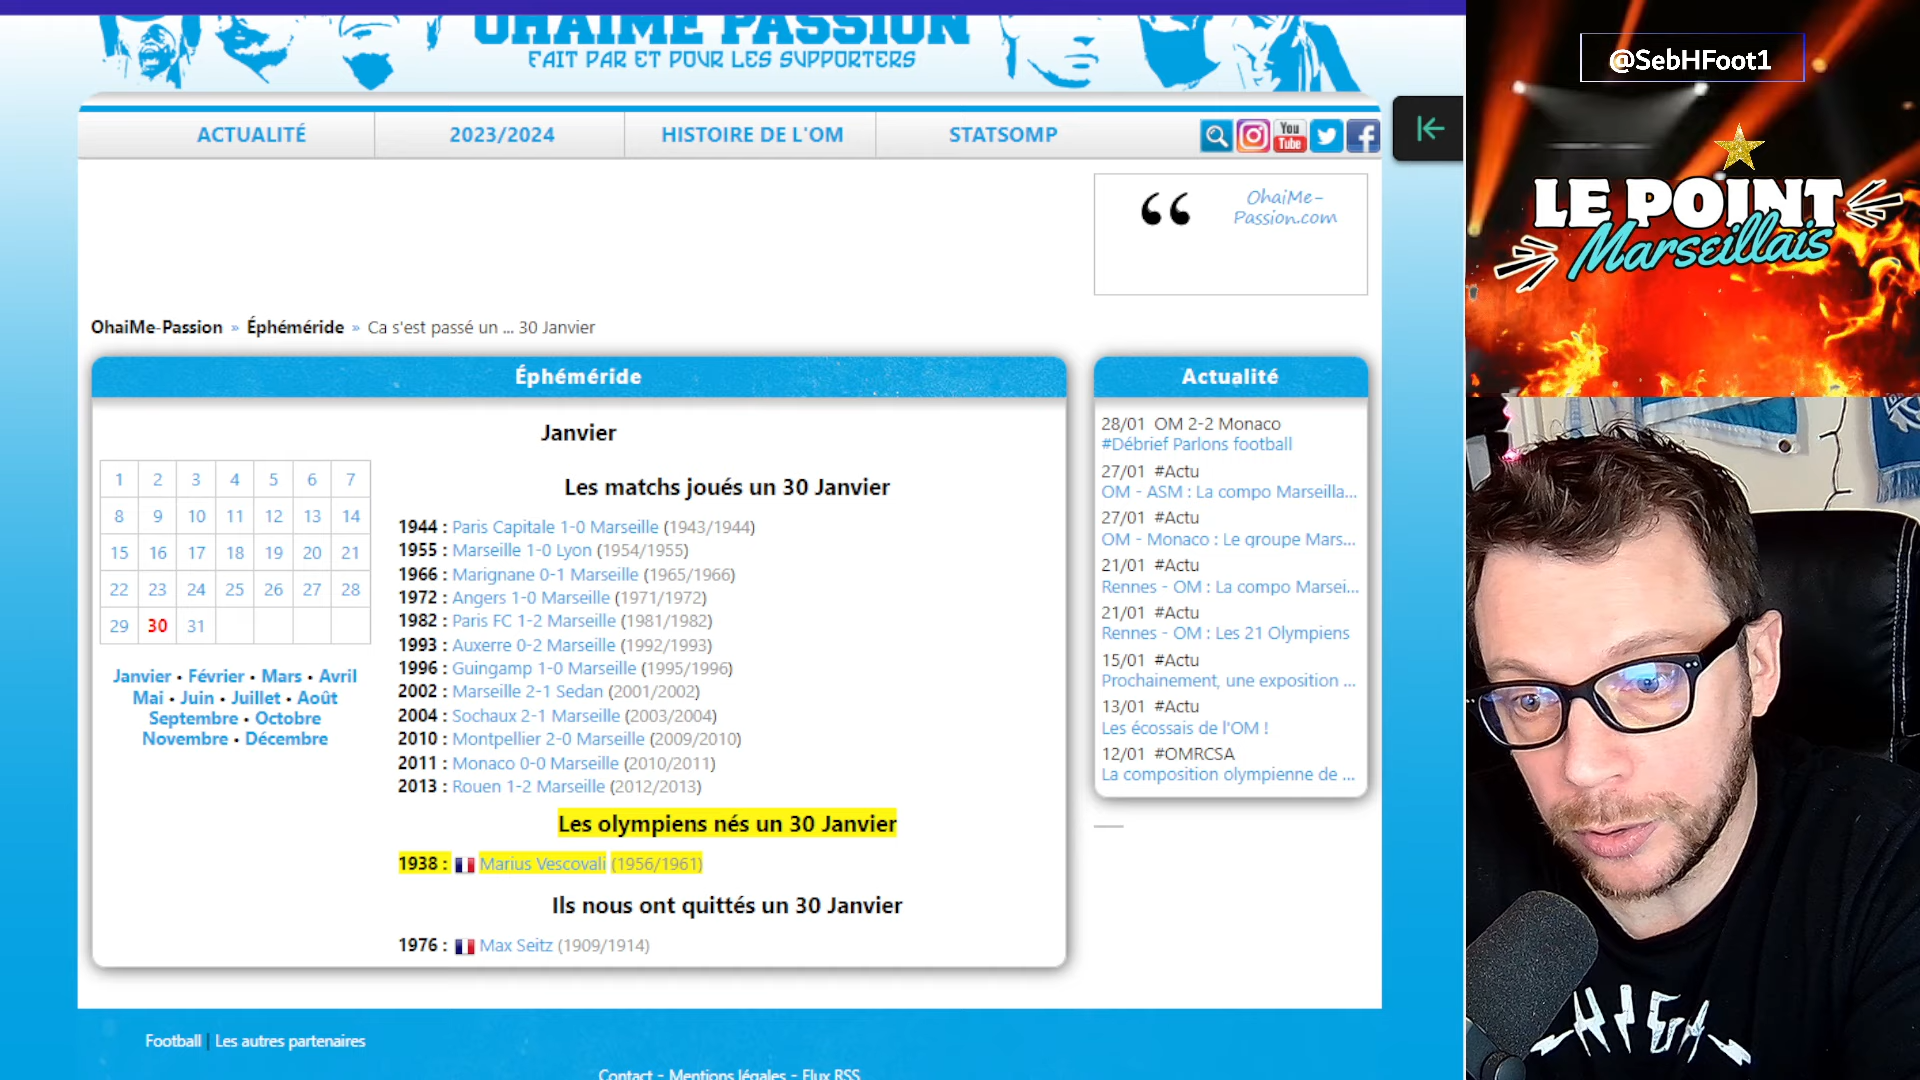 OHAIME PASSION
FAIT PAR ET POUR LES SUPPORTERS
ACTUALITÉ
2023/2024
HISTOIRE DE L'OM
STATSOMP
You
Tube
“
OhaiMe-
Passion.com
OhaiMe-Passion » Éphéméride » Ca s'est passé un ... 30 Janvier
Éphéméride
Janvier
1 2 3 4 5 6 7
8 9 10 11 12 13 14
15 16 17 18 19 20 21
22 23 24 25 26 27 28
29 30 31
Janvier • Février • Mars • Avril
Mai • Juin • Juillet • Août
Septembre • Octobre
Novembre • Décembre
Les matchs joués un 30 Janvier
1944 : Paris Capitale 1-0 Marseille (1943/1944)
1955 : Marseille 1-0 Lyon (1954/1955)
1966 : Marignane 0-1 Marseille (1965/1966)
1972 : Angers 1-0 Marseille (1971/1972)
1982 : Paris FC 1-2 Marseille (1981/1982)
1993 : Auxerre 0-2 Marseille (1992/1993)
1996 : Guingamp 1-0 Marseille (1995/1996)
2002 : Marseille 2-1 Sedan (2001/2002)
2004 : Sochaux 2-1 Marseille (2003/2004)
2010 : Montpellier 2-0 Marseille (2009/2010)
2011 : Monaco 0-0 Marseille (2010/2011)
2013 : Rouen 1-2 Marseille (2012/2013)
Les olympiens nés un 30 Janvier
1938 : Marius Vescovali (1956/1961)
Ils nous ont quittés un 30 Janvier
1976 : Max Seitz (1909/1914)
Actualité
28/01 OM 2-2 Monaco
#Débrief Parlons football
27/01 #Actu
OM - ASM : La compo Marseilla...
27/01 #Actu
OM - Monaco : Le groupe Mars...
21/01 #Actu
Rennes - OM : La compo Marsei...
21/01 #Actu
Rennes - OM : Les 21 Olympiens
15/01 #Actu
Prochainement, une exposition ...
13/01 #Actu
Les écossais de l'OM !
12/01 #OMRCSA
La composition olympienne de ...
Football | Les autres partenaires
Contact - Mentions légales - Flux RSS
@SebHFoot1
LE POINT
Marseillais